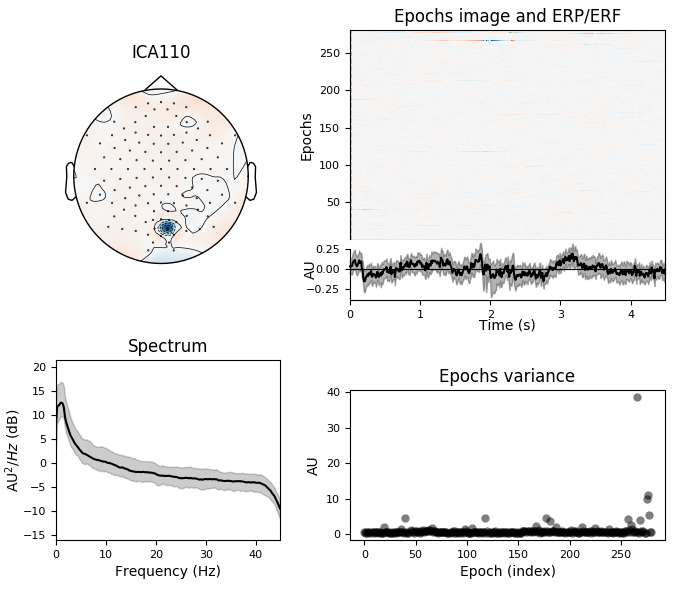 ICA110
Epochs image and ERP/ERF
Epochs
250
200
150
100
50
AU
0.25
0.00
−0.25
0 1 2 3 4
Time (s)
Spectrum
AU²/Hz (dB)
20
15
10
5
0
−5
−10
−15
0 20 40
Frequency (Hz)
Epochs variance
AU
40
30
20
10
0
0 50 100 150 200 250
Epoch (index)